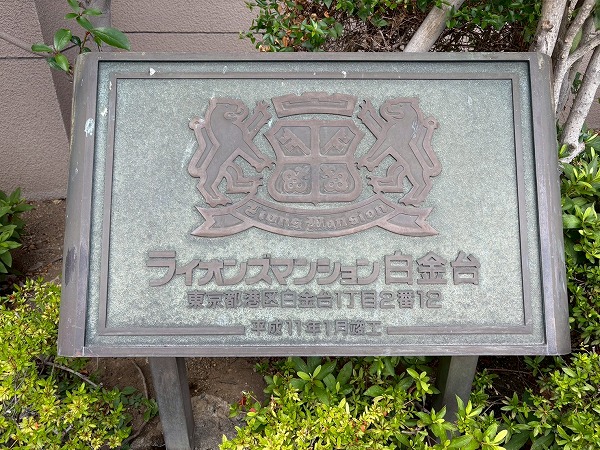 Lions Mansion
ライオンズマンション白金台
東京都港区白金台1丁目2番12
平成11年1月竣工